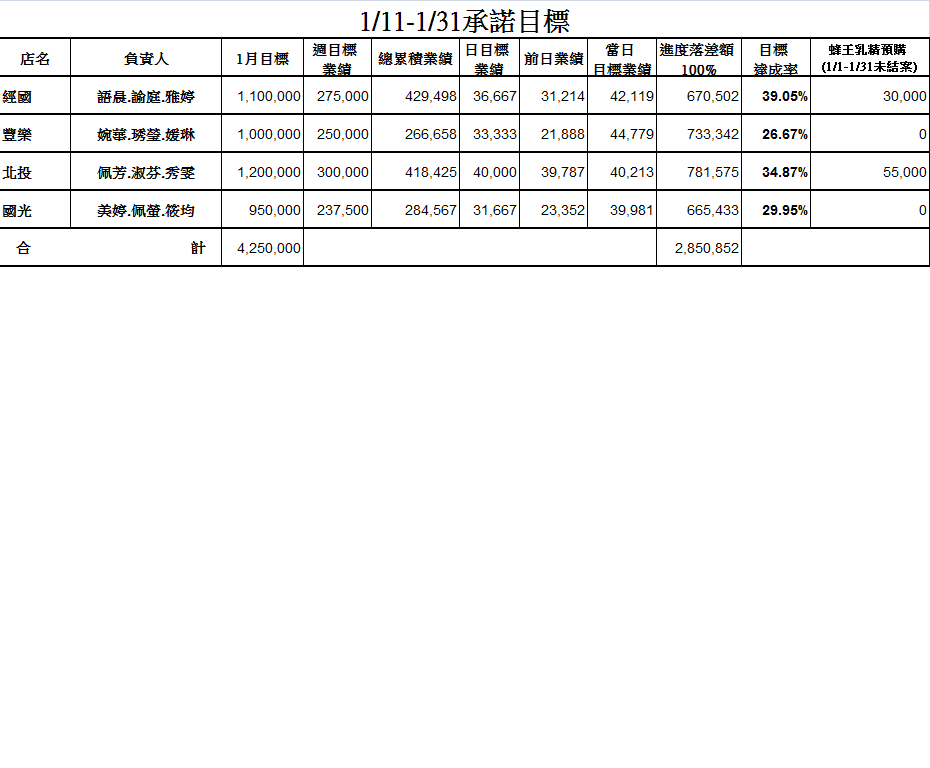 1/11-1/31承諾目標
店名 負責人 1月目標 週目標業績 總累積業績 日目標業績 前日業績 當日目標業績 進度落差額100% 目標達成率 蜂王乳精預購(1/1-1/31未結案)
經國 語晨.諭庭.雅婷 1,100,000 275,000 429,498 36,667 31,214 42,119 670,502 39.05% 30,000
豐樂 婉華.琇瑩.媛琳 1,000,000 250,000 266,658 33,333 21,888 44,779 733,342 26.67% 0
北投 佩芳.淑芬.秀雯 1,200,000 300,000 418,425 40,000 39,787 40,213 781,575 34.87% 55,000
國光 美婷.佩螢.筱均 950,000 237,500 284,567 31,667 23,352 39,981 665,433 29.95% 0
合 計 4,250,000 2,850,852